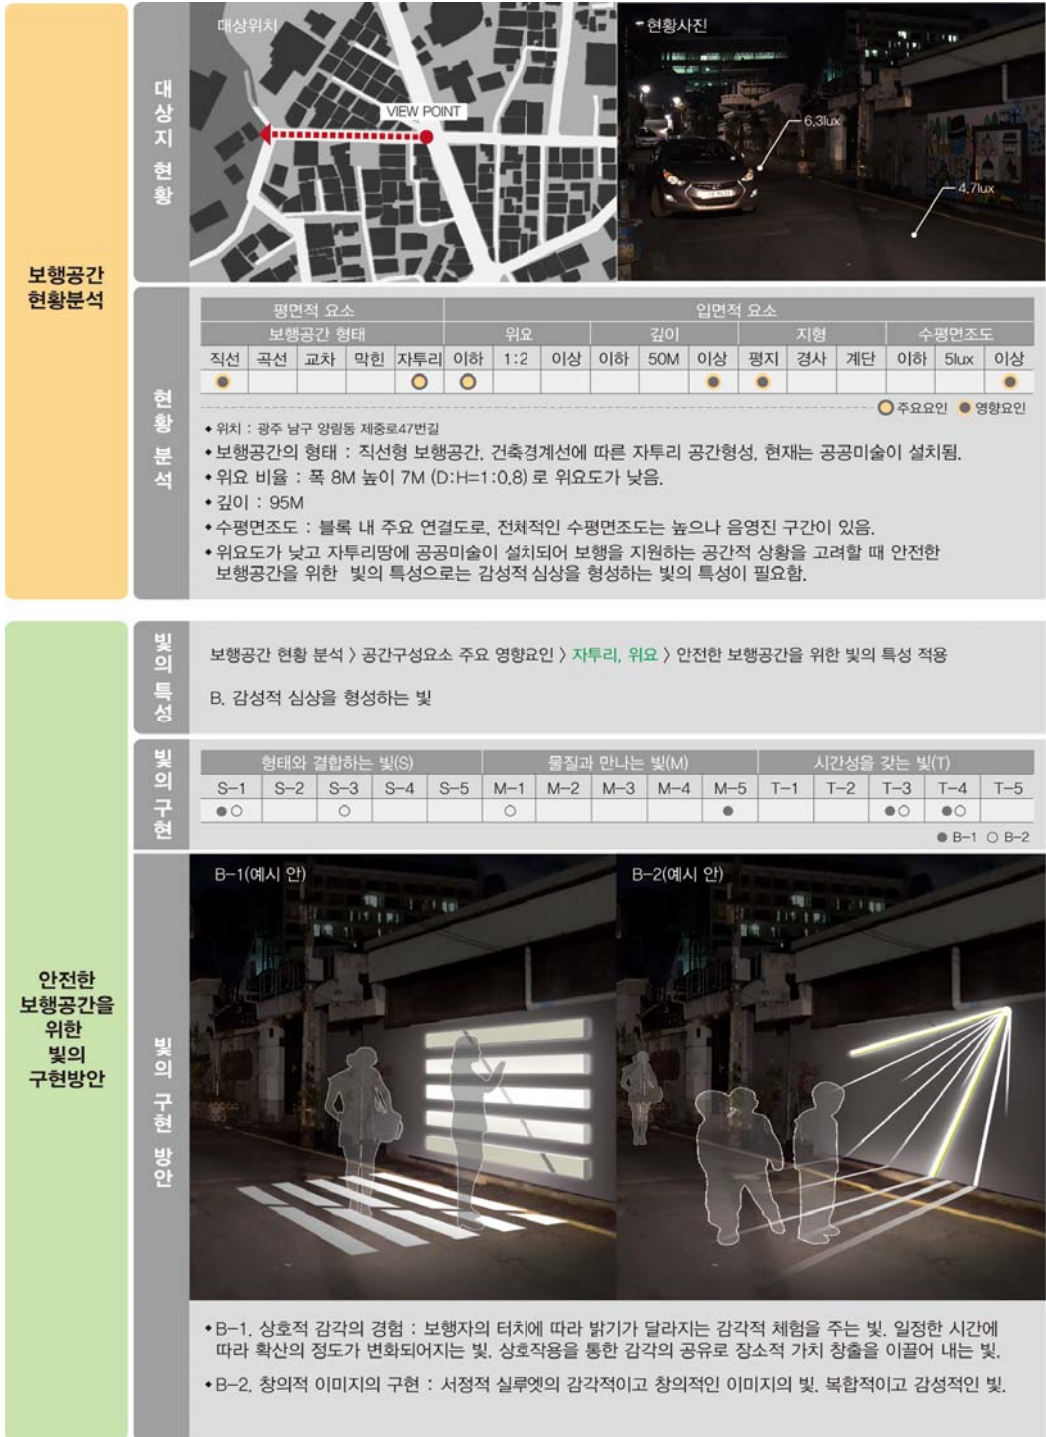 보행공간
현황분석
대상지 현황
대상위치
VIEW POINT
현황사진
6.3lux
4.7lux
현황 분석
평면적 요소 입면적 요소
보행공간 형태 위요 깊이 지형 수평면조도
직선 곡선 교차 막힌 자투리 이하 1:2 이상 이하 50M 이상 평지 경사 계단 이하 5lux 이상
주요요인 영향요인
◆ 위치 : 광주 남구 양림동 제중로47번길
◆ 보행공간의 형태 : 직선형 보행공간. 건축경계선에 따른 자투리 공간형성, 현재는 공공미술이 설치됨.
◆ 위요 비율 : 폭 8M 높이 7M (D:H=1:0.8) 로 위요도가 낮음.
◆ 깊이 : 95M
◆ 수평면조도 : 블록 내 주요 연결도로, 전체적인 수평면조도는 높으나 음영진 구간이 있음.
◆ 위요도가 낮고 자투리땅에 공공미술이 설치되어 보행을 지원하는 공간적 상황을 고려할 때 안전한
보행공간을 위한 빛의 특성으로는 감성적 심상을 형성하는 빛의 특성이 필요함.
안전한
보행공간을
위한
빛의
구현방안
빛의 특성
보행공간 현황 분석 〉 공간구성요소 주요 영향요인 〉 자투리, 위요 〉 안전한 보행공간을 위한 빛의 특성 적용
B. 감성적 심상을 형성하는 빛
빛의 구현
형태와 결합하는 빛(S) 물질과 만나는 빛(M) 시간성을 갖는 빛(T)
S-1 S-2 S-3 S-4 S-5 M-1 M-2 M-3 M-4 M-5 T-1 T-2 T-3 T-4 T-5
●○ ○ ○ ● ●○ ●○
● B-1 ○ B-2
빛의 구현 방안
B-1(예시 안)
B-2(예시 안)
◆ B-1. 상호적 감각의 경험 : 보행자의 터치에 따라 밝기가 달라지는 감각적 체험을 주는 빛. 일정한 시간에
따라 확산의 정도가 변화되어지는 빛. 상호작용을 통한 감각의 공유로 장소적 가치 창출을 이끌어 내는 빛.
◆ B-2. 창의적 이미지의 구현 : 서정적 실루엣의 감각적이고 창의적인 이미지의 빛. 복합적이고 감성적인 빛.